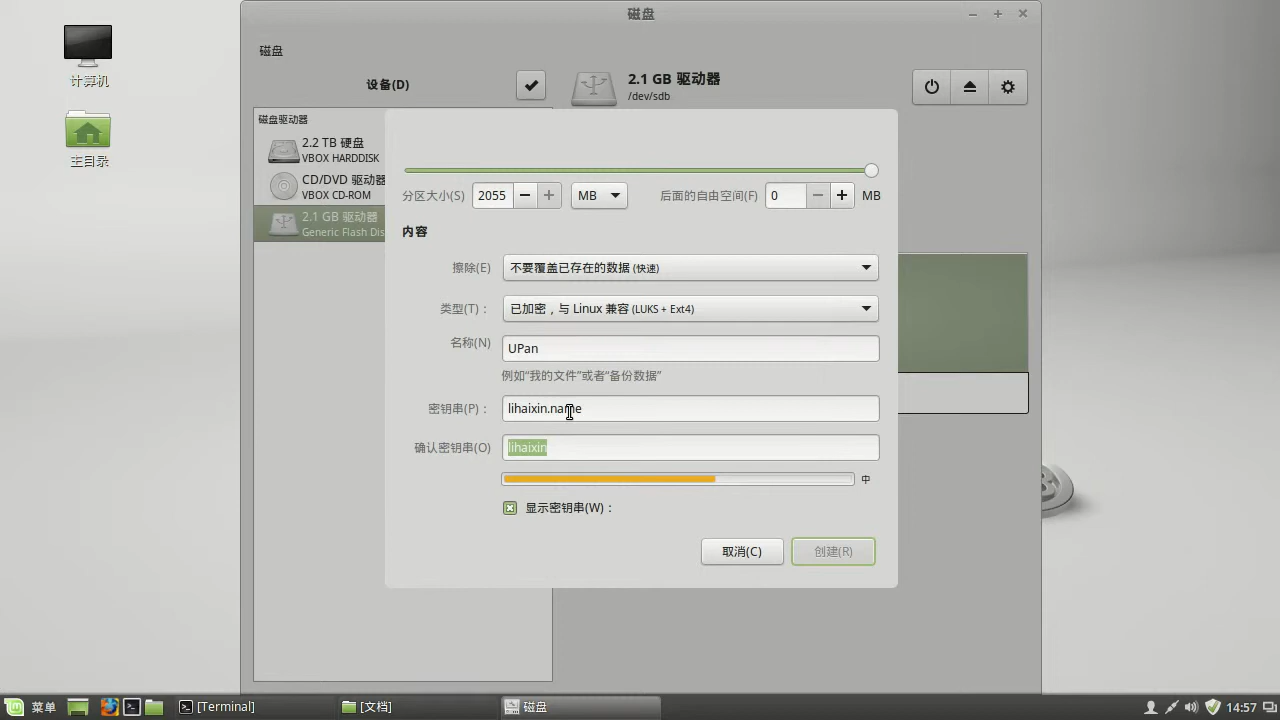 磁盘
计算机
主目录
磁盘
设备(D)
2.1 GB 驱动器
/dev/sdb
磁盘驱动器
2.2 TB 硬盘
VBOX HARDDISK
CD/DVD 驱动器
VBOX CD-ROM
2.1 GB 驱动器
Generic Flash Dis
分区大小(S) 2055 MB 后面的自由空间(F) 0 MB
内容
擦除(E) 不要覆盖已存在的数据 (快速)
类型(T)： 已加密，与 Linux 兼容 (LUKS + Ext4)
名称(N) UPan
例如“我的文件”或者“备份数据”
密钥串(P)： lihaixin.name
确认密钥串(O) lihaixin
中
显示密钥串(W)：
取消(C) 创建(R)
菜单 [Terminal] [文档] 磁盘 14:57